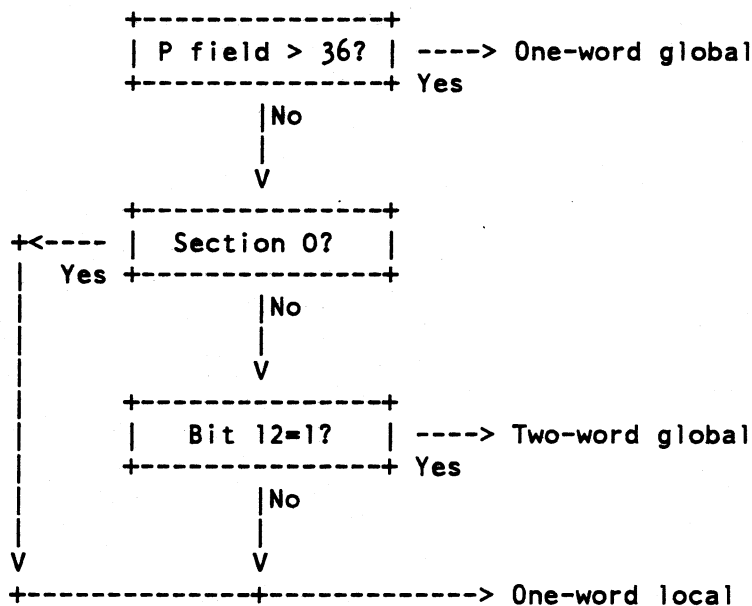 P field > 36? ----> One-word global
Yes
No
V
+<---- Section 0?
Yes
No
V
Bit 12=1? ----> Two-word global
Yes
No
V V
+-------------+-------------> One-word local